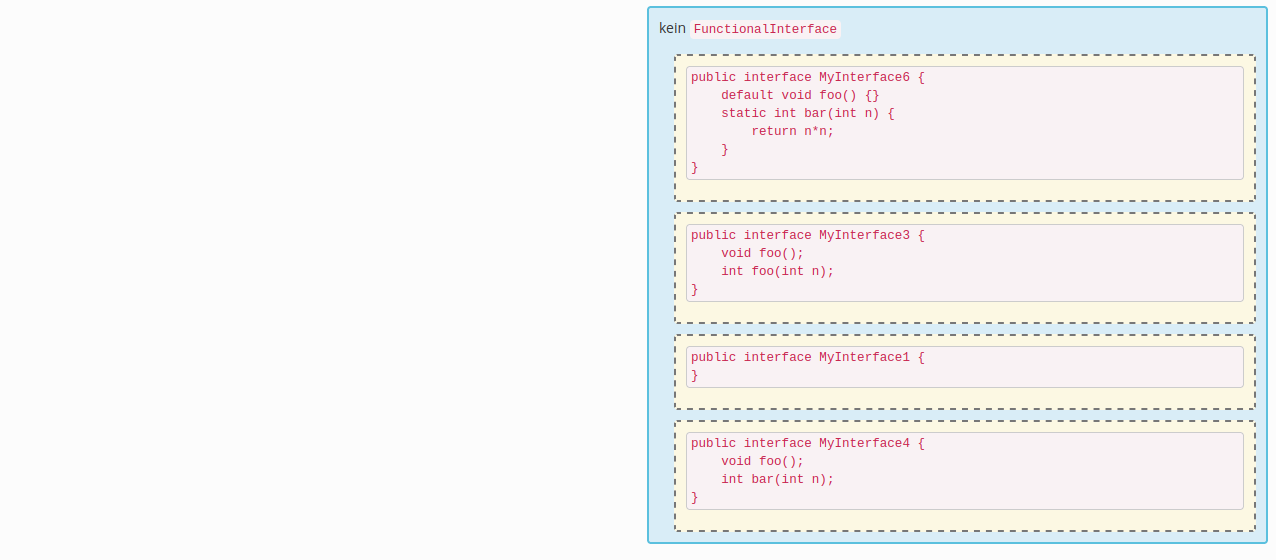 kein FunctionalInterface
public interface MyInterface6 {
    default void foo() {}
    static int bar(int n) {
        return n*n;
    }
}
public interface MyInterface3 {
    void foo();
    int foo(int n);
}
public interface MyInterface1 {
}
public interface MyInterface4 {
    void foo();
    int bar(int n);
}